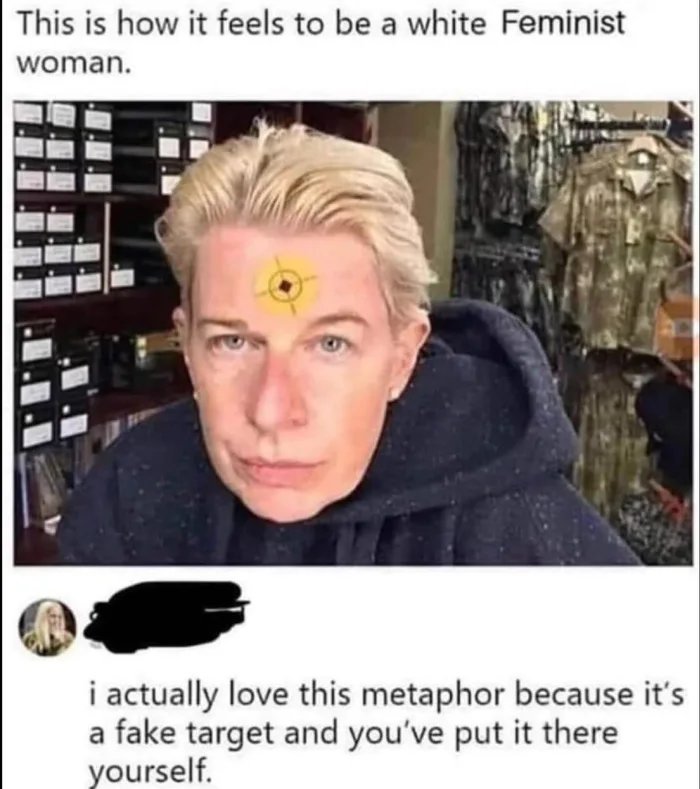 This is how it feels to be a white Feminist
woman.
i actually love this metaphor because it's
a fake target and you've put it there
yourself.